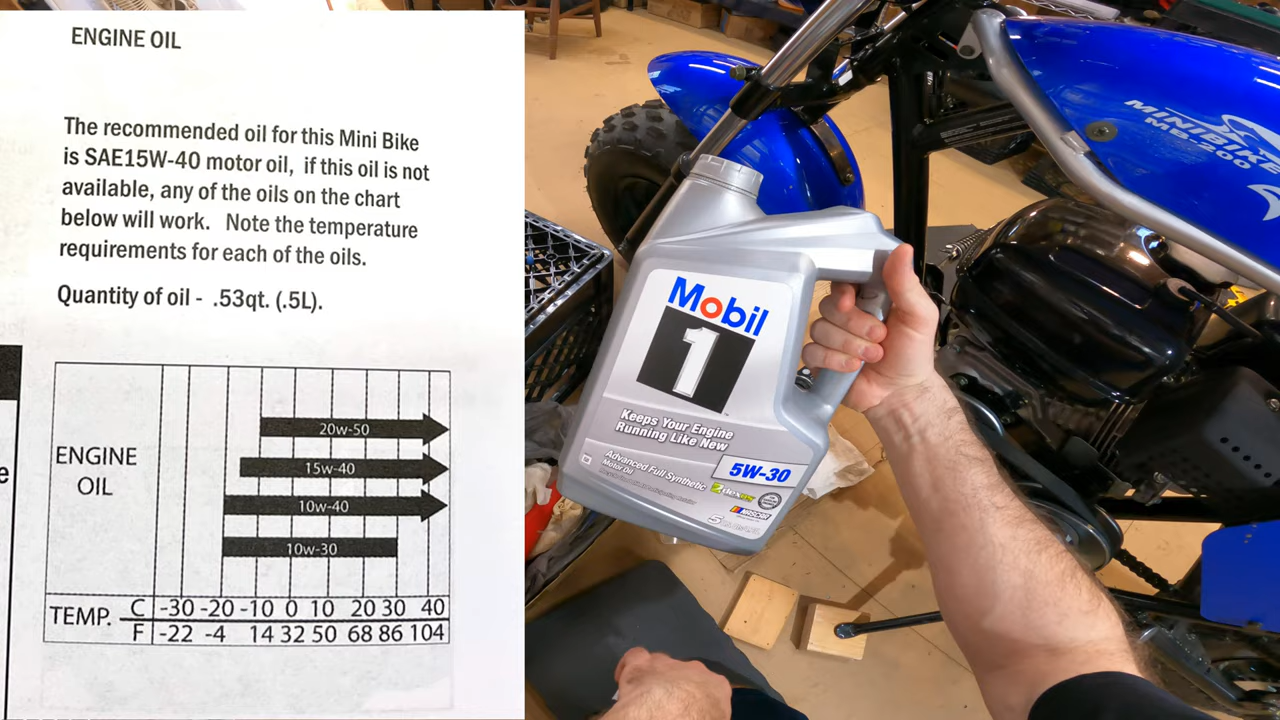 ENGINE OIL
The recommended oil for this Mini Bike
is SAE15W-40 motor oil, if this oil is not
available, any of the oils on the chart
below will work. Note the temperature
requirements for each of the oils.
Quantity of oil - .53qt. (.5L).
ENGINE
OIL
20w-50
15w-40
10w-40
10w-30
TEMP.
C -30 -20 -10 0 10 20 30 40
F -22 -4 14 32 50 68 86 104
e
Mobil
1
Keeps Your Engine
Running Like New
5W-30
Advanced Full Synthetic
Motor Oil
dexos
NASCAR
5
MINIBIKE
MB-200